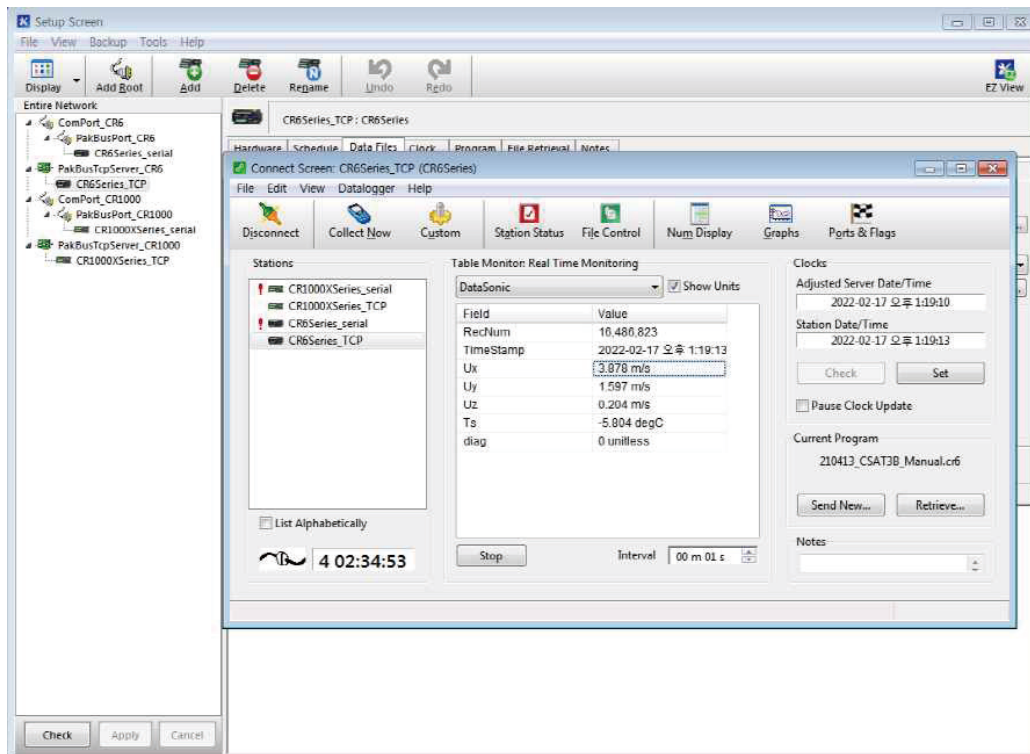 Setup Screen
File View Backup Tools Help
Display Add Root Add Delete Rename Undo Redo EZ View
Entire Network
ComPort_CR6
PakBusPort_CR6
CR6Series_serial
PakBusTcpServer_CR6
CR6Series_TCP
ComPort_CR1000
PakBusPort_CR1000
CR1000XSeries_serial
PakBusTcpServer_CR1000
CR1000XSeries_TCP
CR6Series_TCP : CR6Series
Hardware Schedule Data Files Clock Program File Retrieval Notes
Connect Screen: CR6Series_TCP (CR6Series)
File Edit View Datalogger Help
Disconnect Collect Now Custom Station Status File Control Num Display Graphs Ports & Flags
Stations
CR1000XSeries_serial
CR1000XSeries_TCP
CR6Series_serial
CR6Series_TCP
List Alphabetically
4 02:34:53
Table Monitor: Real Time Monitoring
DataSonic Show Units
Field Value
RecNum 16,486,823
TimeStamp 2022-02-17 오후 1:19:13
Ux 3.878 m/s
Uy 1.597 m/s
Uz 0.204 m/s
Ts -5.804 degC
diag 0 unitless
Stop Interval 00 m 01 s
Clocks
Adjusted Server Date/Time
2022-02-17 오후 1:19:10
Station Date/Time
2022-02-17 오후 1:19:13
Check Set
Pause Clock Update
Current Program
210413_CSAT3B_Manual.cr6
Send New... Retrieve...
Notes
Check Apply Cancel